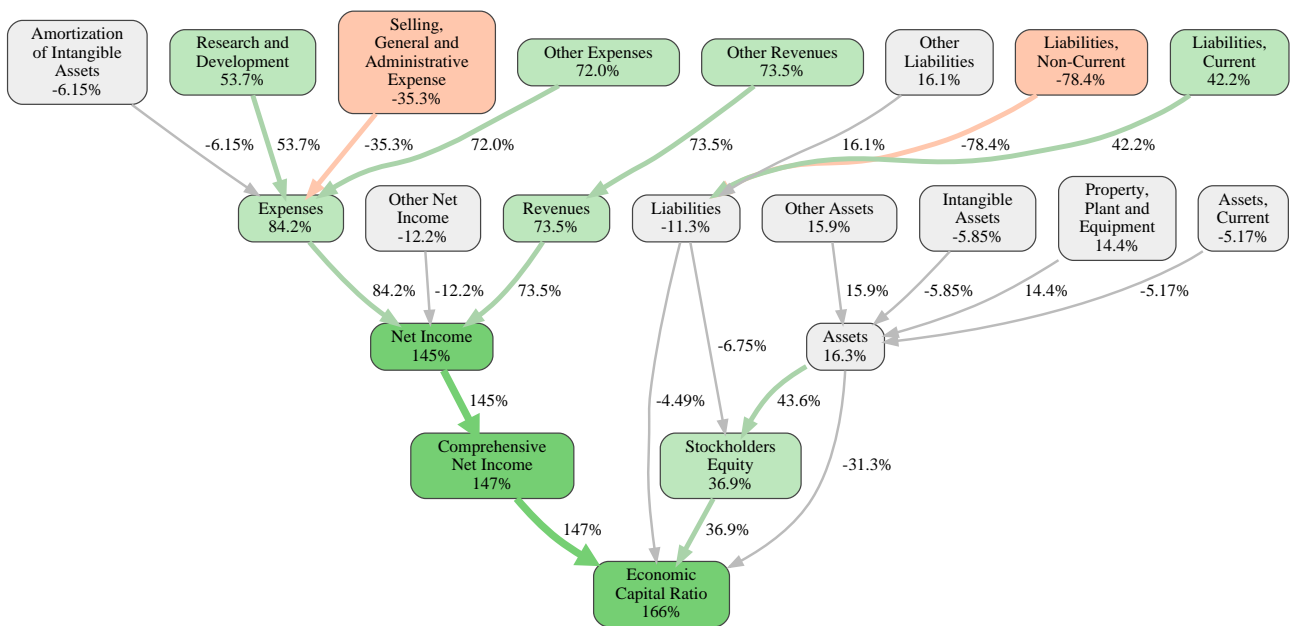 Amortization
of Intangible
Assets
-6.15%
Research and
Development
53.7%
Selling,
General and
Administrative
Expense
-35.3%
Other Expenses
72.0%
Other Revenues
73.5%
Other
Liabilities
16.1%
Liabilities,
Non-Current
-78.4%
Liabilities,
Current
42.2%
-6.15%
53.7%
-35.3%
72.0%
73.5%
16.1%
-78.4%
42.2%
Expenses
84.2%
Other Net
Income
-12.2%
Revenues
73.5%
Liabilities
-11.3%
Other Assets
15.9%
Intangible
Assets
-5.85%
Property,
Plant and
Equipment
14.4%
Assets,
Current
-5.17%
84.2%
-12.2%
73.5%
15.9%
-5.85%
14.4%
-5.17%
Net Income
145%
-6.75%
Assets
16.3%
145%
-4.49%
43.6%
Comprehensive
Net Income
147%
Stockholders
Equity
36.9%
-31.3%
147%
36.9%
Economic
Capital Ratio
166%